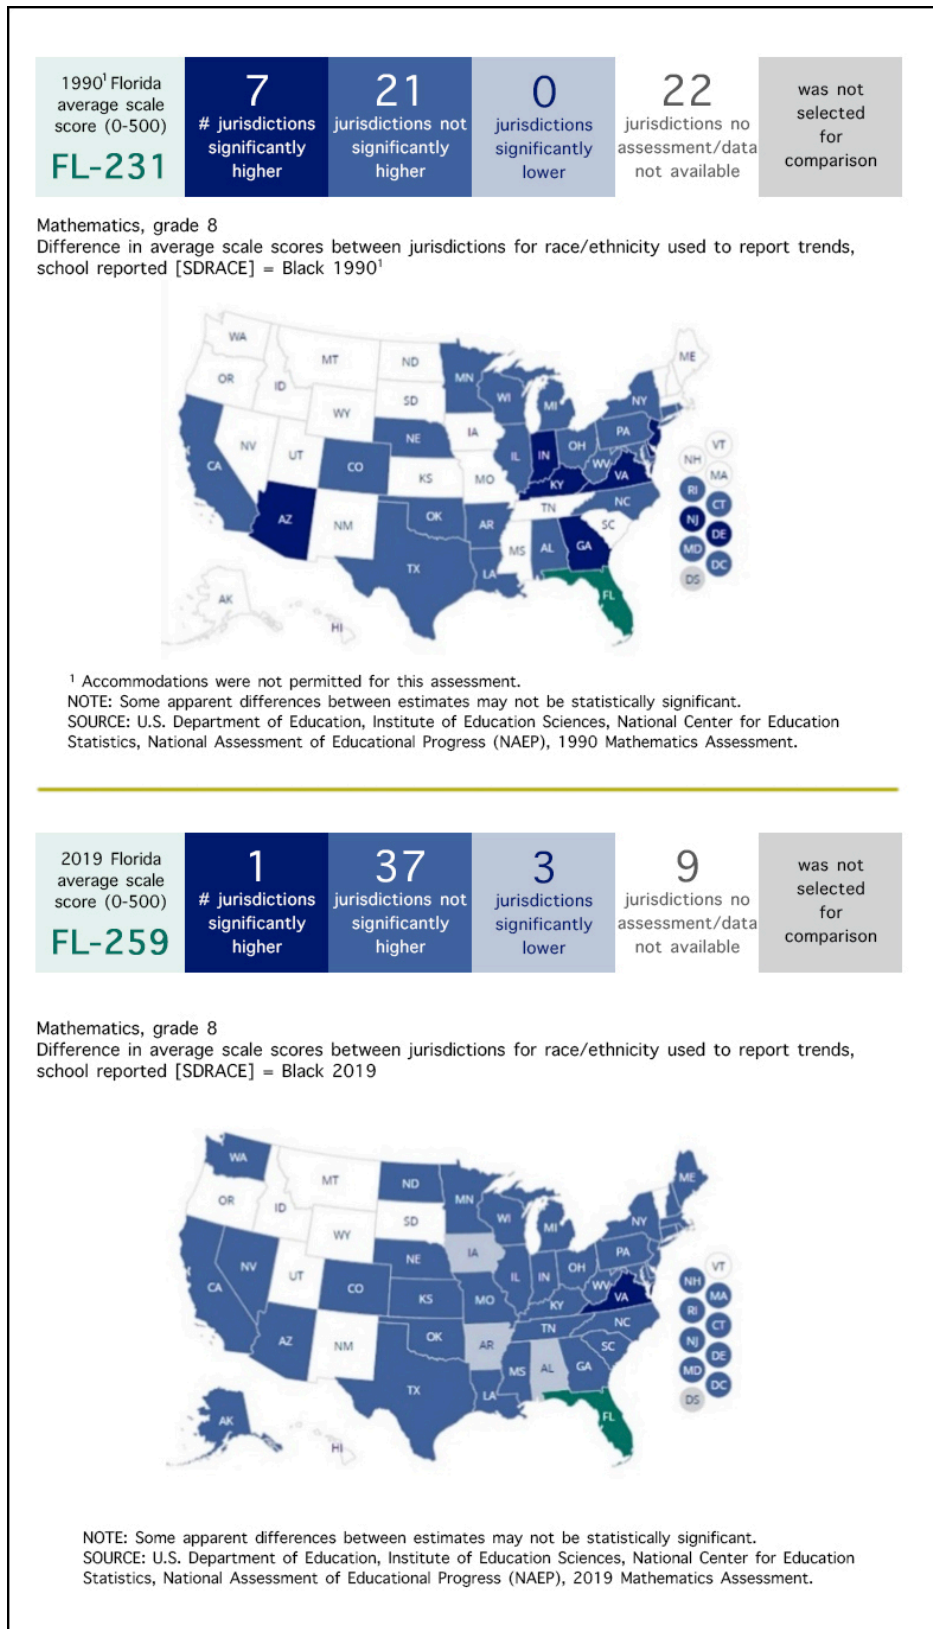 1990¹ Florida
average scale
score (0-500)
FL-231
7
# jurisdictions
significantly
higher
21
jurisdictions not
significantly
higher
0
jurisdictions
significantly
lower
22
jurisdictions no
assessment/data
not available
was not
selected
for
comparison
Mathematics, grade 8
Difference in average scale scores between jurisdictions for race/ethnicity used to report trends,
school reported [SDRACE] = Black 1990¹
WA
MT
ND
ME
OR
ID
SD
MN
WI
MI
NY
WY
NE
IA
PA
NV
UT
CO
IL
IN
OH
WV
VA
CA
KS
MO
KY
NC
AZ
NM
OK
AR
TN
SC
TX
LA
MS
AL
GA
FL
AK
HI
VT
NH
MA
RI
CT
NJ
DE
MD
DC
DS
¹ Accommodations were not permitted for this assessment.
NOTE: Some apparent differences between estimates may not be statistically significant.
SOURCE: U.S. Department of Education, Institute of Education Sciences, National Center for Education
Statistics, National Assessment of Educational Progress (NAEP), 1990 Mathematics Assessment.
2019 Florida
average scale
score (0-500)
FL-259
1
# jurisdictions
significantly
higher
37
jurisdictions not
significantly
higher
3
jurisdictions
significantly
lower
9
jurisdictions no
assessment/data
not available
was not
selected
for
comparison
Mathematics, grade 8
Difference in average scale scores between jurisdictions for race/ethnicity used to report trends,
school reported [SDRACE] = Black 2019
WA
MT
ND
ME
OR
ID
SD
MN
WI
MI
NY
WY
NE
IA
PA
NV
UT
CO
IL
IN
OH
WV
VA
CA
KS
MO
KY
NC
AZ
NM
OK
AR
TN
SC
TX
LA
MS
AL
GA
FL
AK
HI
VT
NH
MA
RI
CT
NJ
DE
MD
DC
DS
NOTE: Some apparent differences between estimates may not be statistically significant.
SOURCE: U.S. Department of Education, Institute of Education Sciences, National Center for Education
Statistics, National Assessment of Educational Progress (NAEP), 2019 Mathematics Assessment.